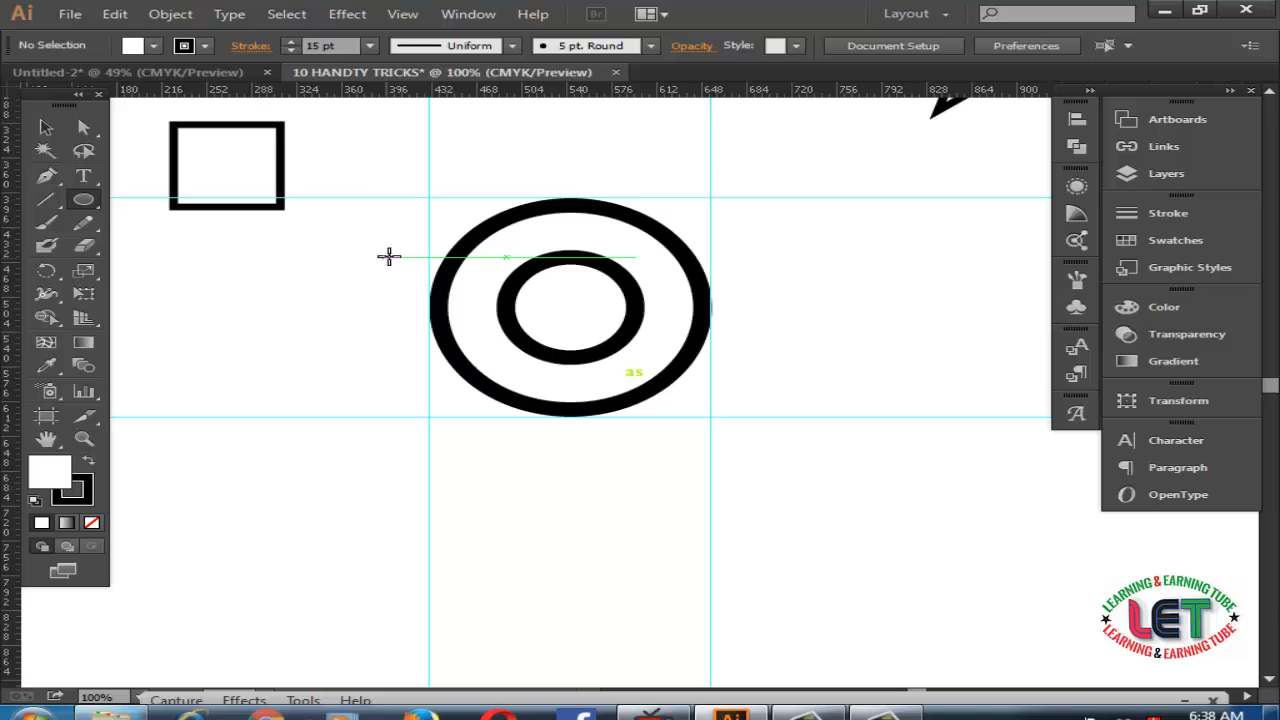 Ai File Edit Object Type Select Effect View Window Help Br Layout
No Selection Stroke: 15 pt Uniform 5 pt. Round Opacity Style: Document Setup Preferences
Untitled-2* @ 49% (CMYK/Preview) × 10 HANDTY TRICKS* @ 100% (CMYK/Preview) ×
180 216 252 288 324 360 396 432 468 504 540 576 612 648 684 720 756 792 828 864 900
Artboards
Links
Layers
Stroke
Swatches
Graphic Styles
Color
Transparency
Gradient
Transform
Character
Paragraph
OpenType
as
LEARNING & EARNING TUBE
LET
LEARNING & EARNING TUBE
100%
Capture Effects Tools Help
Ai
6:38 AM